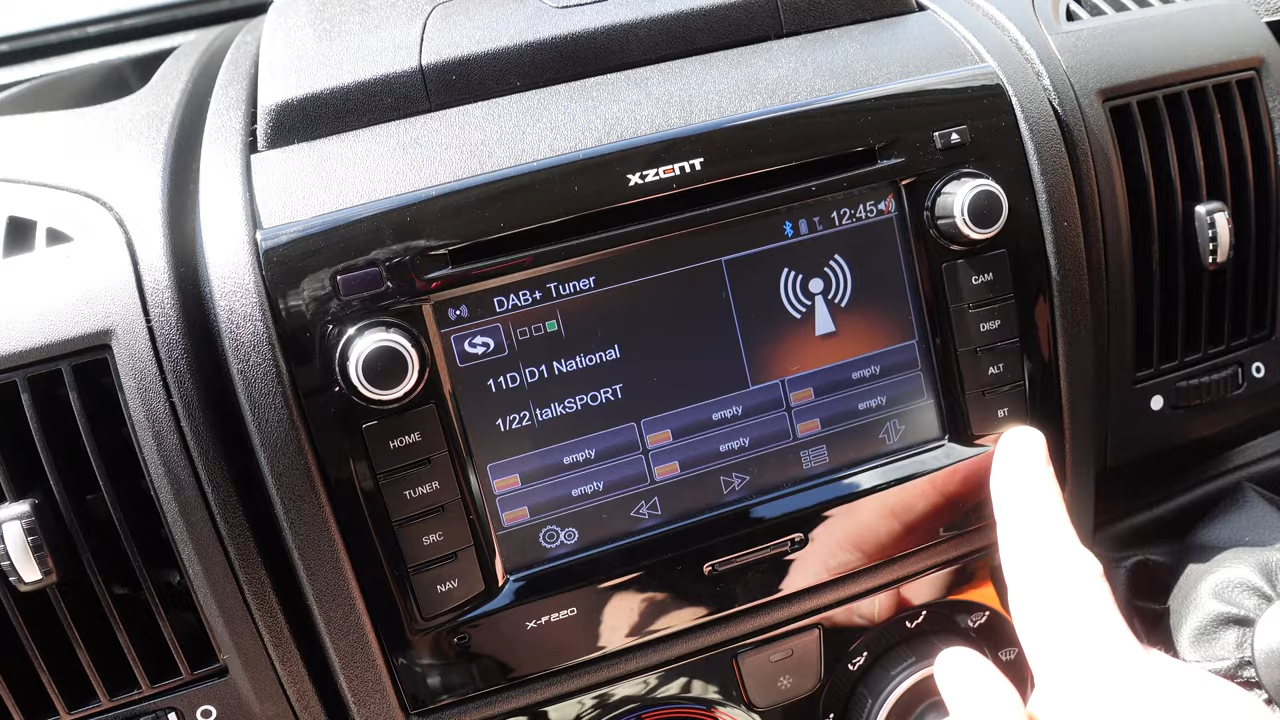 XZENT
12:45
DAB+ Tuner
11D D1 National
1/22 talkSPORT
empty
empty
empty
empty
empty
empty
HOME
TUNER
SRC
NAV
CAM
DISP
ALT
BT
X-F220